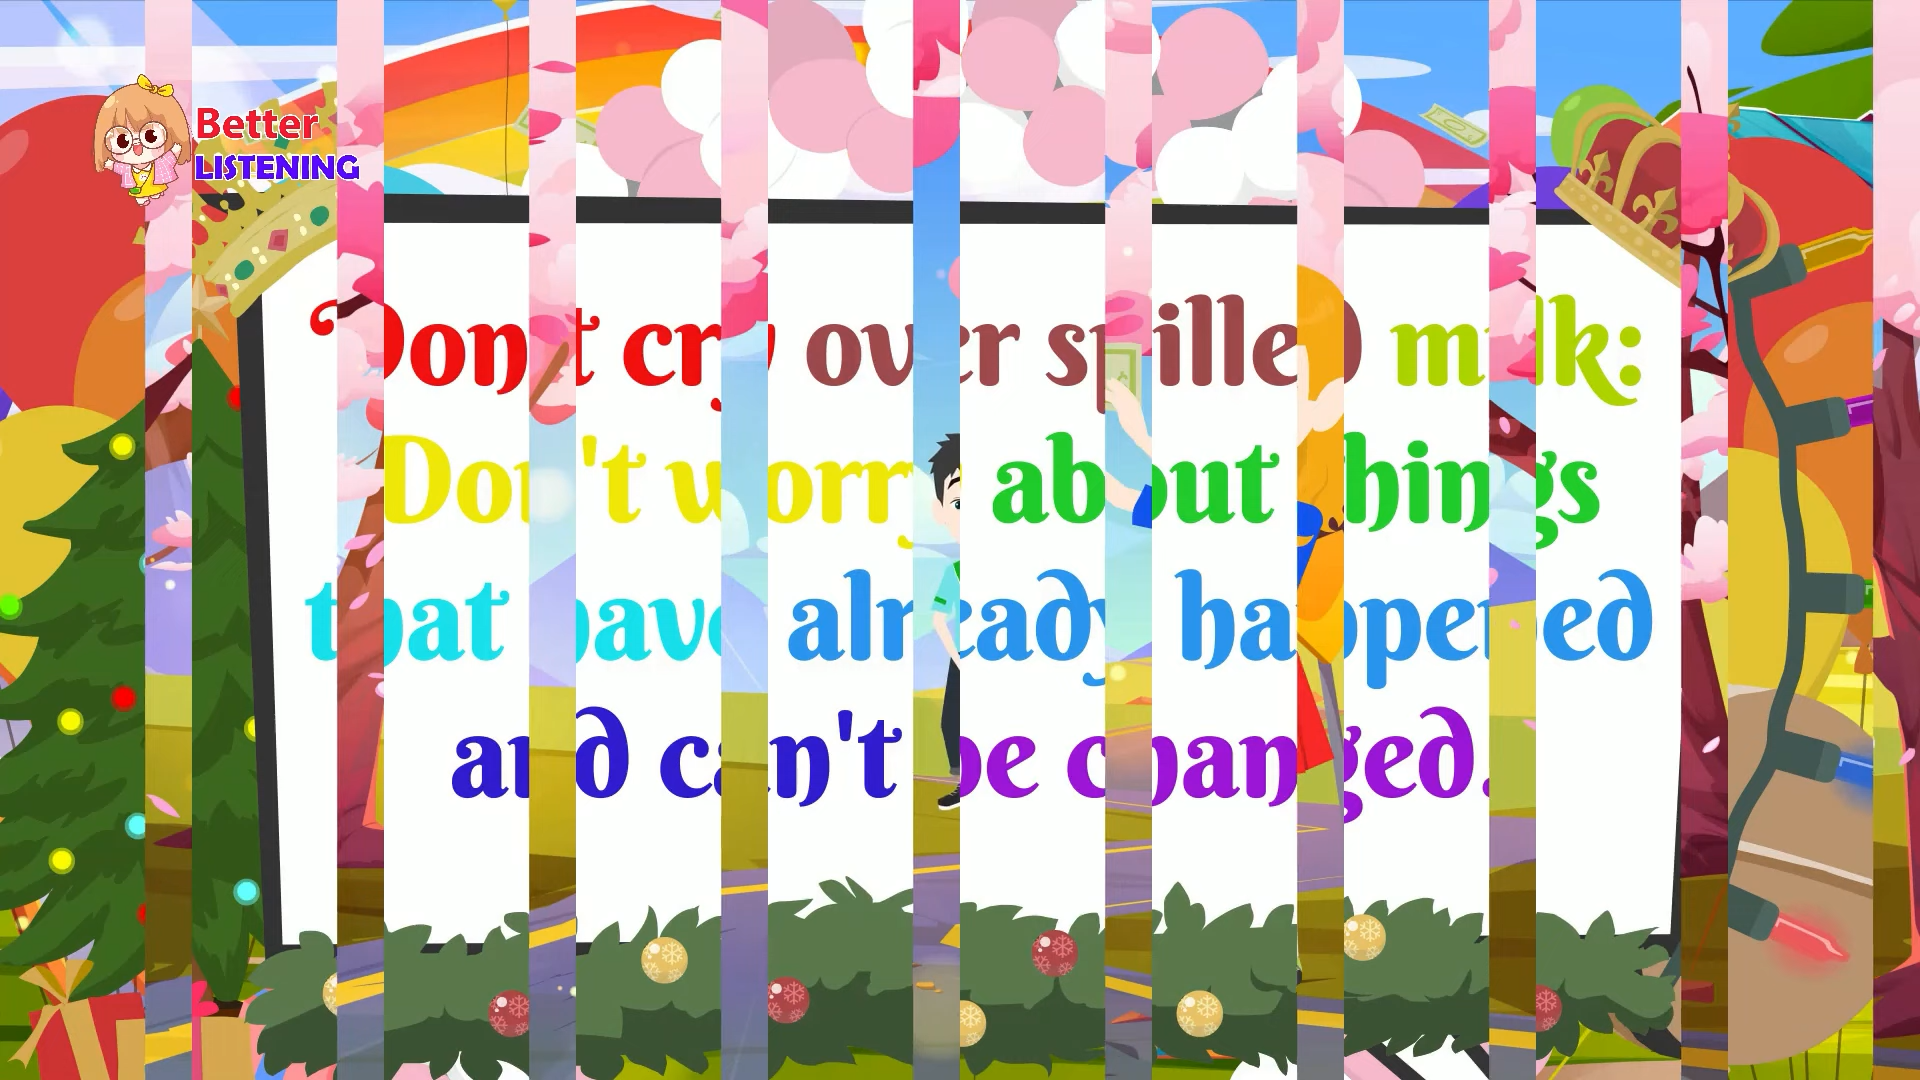 Better
LISTENING
Don't cry over spilled milk:
Don't worry about things
that have already happened
and can't be changed.